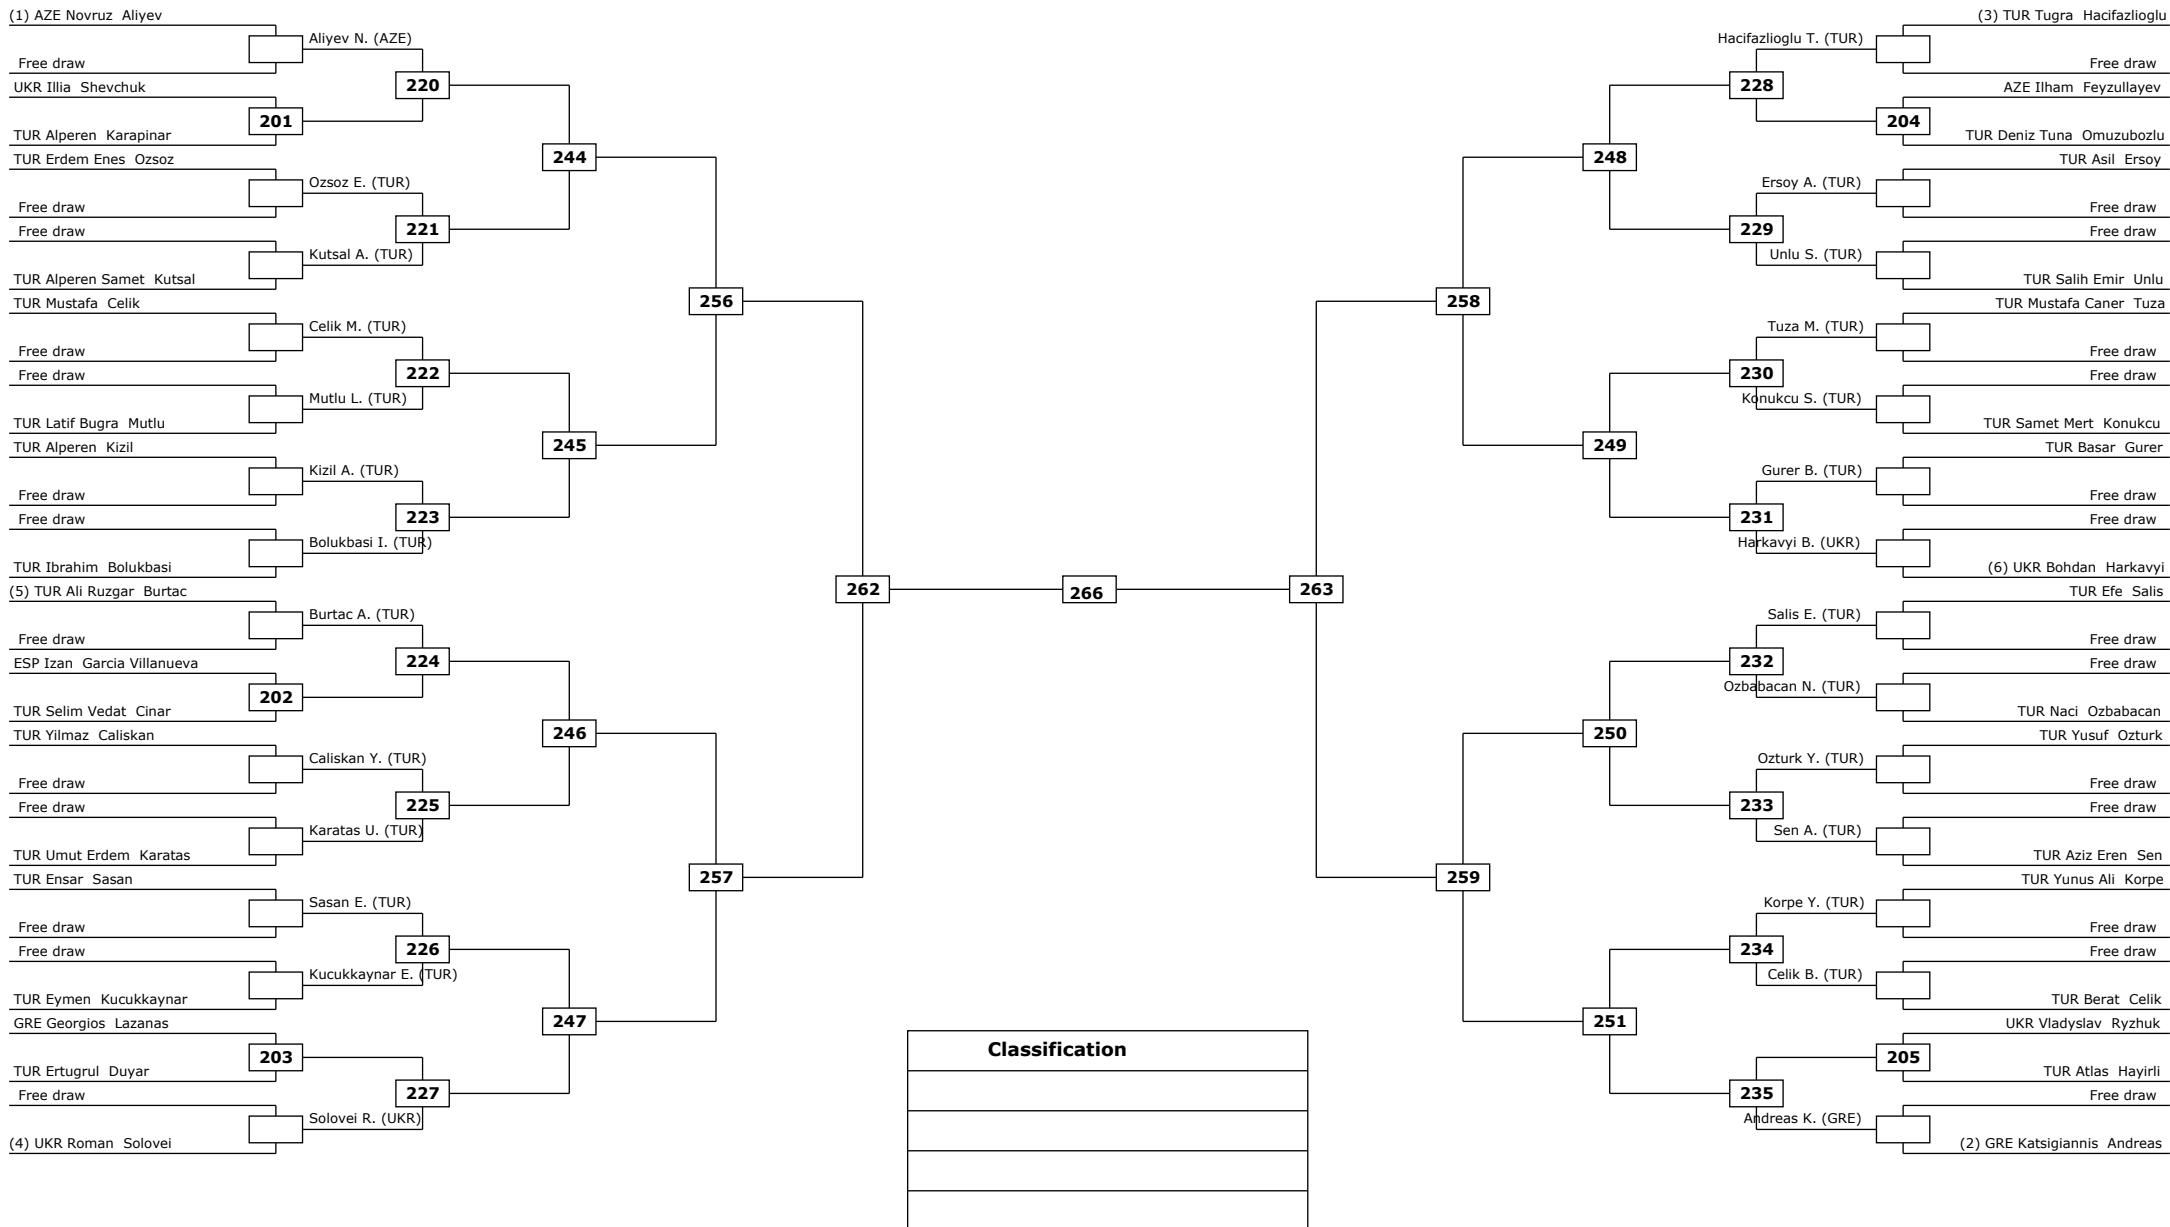 (1) AZE Novruz Aliyev
Free draw
UKR Illia Shevchuk
TUR Alperen Karapinar
TUR Erdem Enes Ozsoz
Free draw
Free draw
TUR Alperen Samet Kutsal
TUR Mustafa Celik
Free draw
Free draw
TUR Latif Bugra Mutlu
TUR Alperen Kizil
Free draw
Free draw
TUR Ibrahim Bolukbasi
(5) TUR Ali Ruzgar Burtac
Free draw
ESP Izan Garcia Villanueva
TUR Selim Vedat Cinar
TUR Yilmaz Caliskan
Free draw
Free draw
TUR Umut Erdem Karatas
TUR Ensar Sasan
Free draw
Free draw
TUR Eymen Kucukkaynar
GRE Georgios Lazanas
TUR Ertugrul Duyar
Free draw
(4) UKR Roman Solovei
201
202
203
Aliyev N. (AZE)
Ozsoz E. (TUR)
Kutsal A. (TUR)
Celik M. (TUR)
Mutlu L. (TUR)
Kizil A. (TUR)
Bolukbasi I. (TUR)
Burtac A. (TUR)
Caliskan Y. (TUR)
Karatas U. (TUR)
Sasan E. (TUR)
Kucukkaynar E. (TUR)
Solovei R. (UKR)
220
221
222
223
224
225
226
227
244
245
246
247
256
257
262
266
263
258
259
248
249
250
251
228
229
230
231
232
233
234
235
Hacifazlioglu T. (TUR)
Ersoy A. (TUR)
Unlu S. (TUR)
Tuza M. (TUR)
Konukcu S. (TUR)
Gurer B. (TUR)
Harkavyi B. (UKR)
Salis E. (TUR)
Ozbabacan N. (TUR)
Ozturk Y. (TUR)
Sen A. (TUR)
Korpe Y. (TUR)
Celik B. (TUR)
Andreas K. (GRE)
204
205
(3) TUR Tugra Hacifazlioglu
Free draw
AZE Ilham Feyzullayev
TUR Deniz Tuna Omuzubozlu
TUR Asil Ersoy
Free draw
Free draw
TUR Salih Emir Unlu
TUR Mustafa Caner Tuza
Free draw
Free draw
TUR Samet Mert Konukcu
TUR Basar Gurer
Free draw
Free draw
(6) UKR Bohdan Harkavyi
TUR Efe Salis
Free draw
Free draw
TUR Naci Ozbabacan
TUR Yusuf Ozturk
Free draw
Free draw
TUR Aziz Eren Sen
TUR Yunus Ali Korpe
Free draw
Free draw
TUR Berat Celik
UKR Vladyslav Ryzhuk
TUR Atlas Hayirli
Free draw
(2) GRE Katsigiannis Andreas
Classification